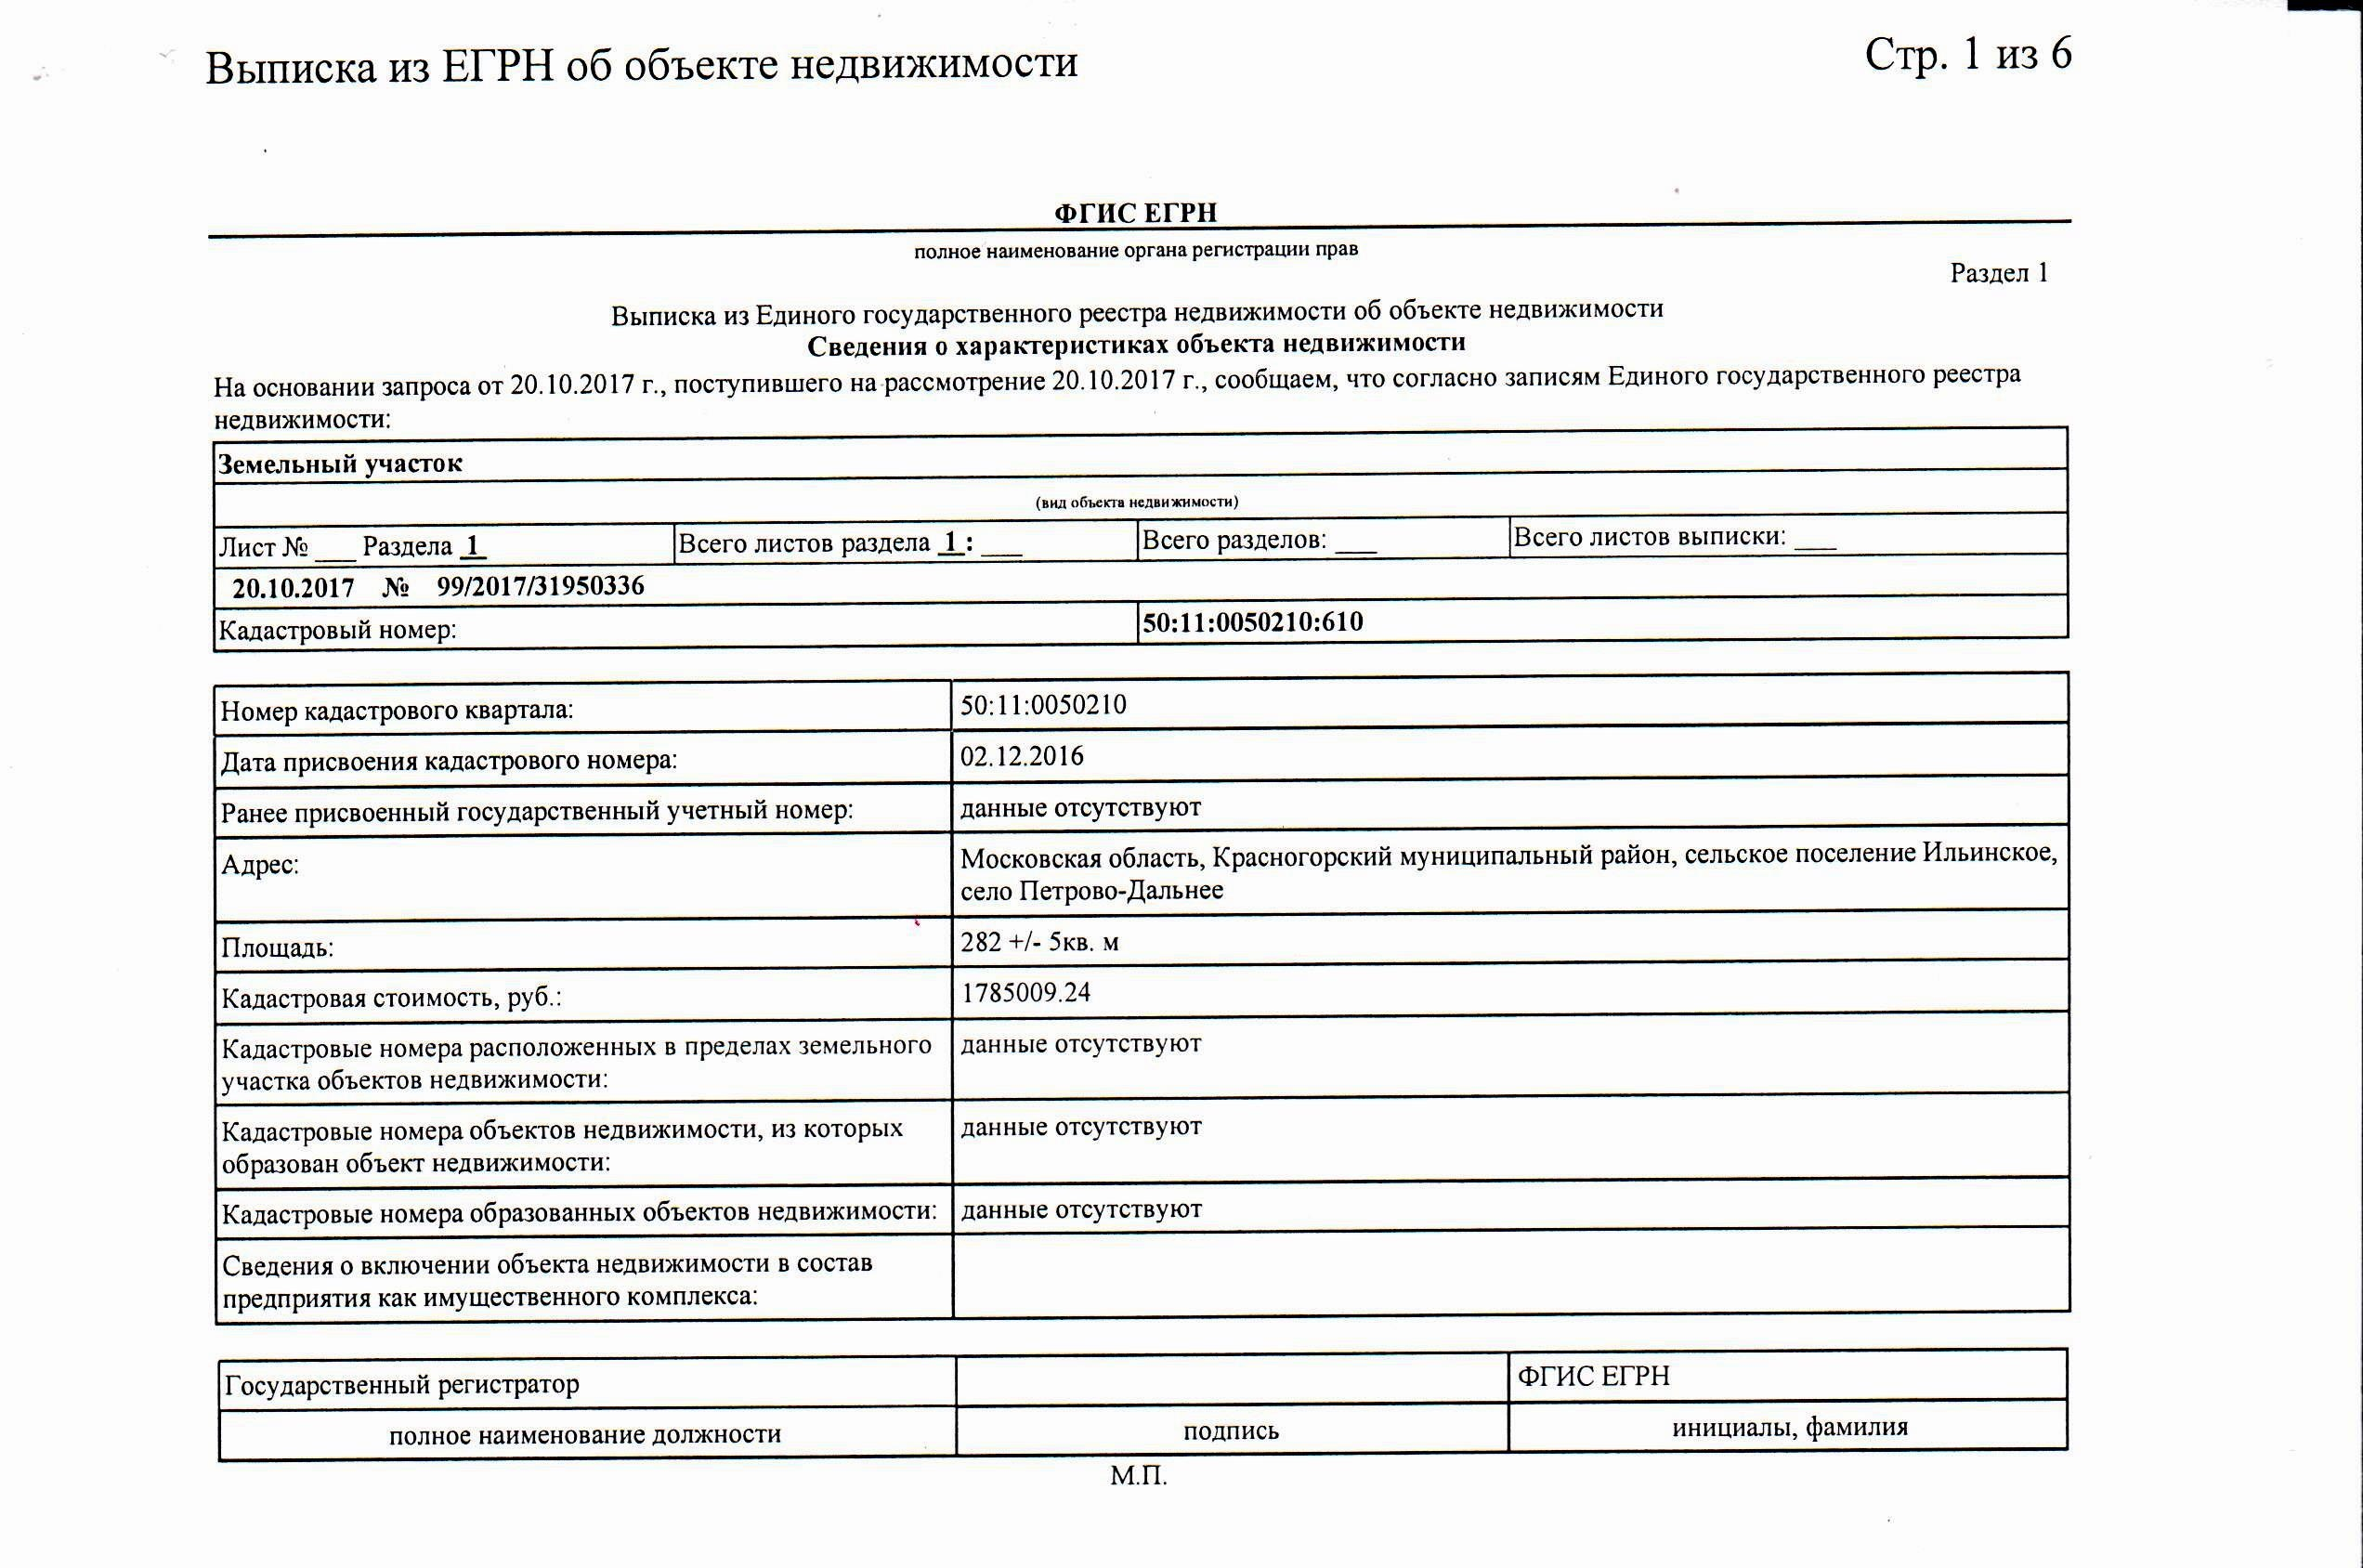 Выписка из ЕГРН об объекте недвижимости
Стр. 1 из 6
ФГИС ЕГРН
полное наименование органа регистрации прав
Раздел 1
Выписка из Единого государственного реестра недвижимости об объекте недвижимости
Сведения о характеристиках объекта недвижимости
На основании запроса от 20.10.2017 г., поступившего на рассмотрение 20.10.2017 г., сообщаем, что согласно записям Единого государственного реестра
недвижимости:
Земельный участок
(вид объекта недвижимости)
Лист № ___ Раздела 1
Всего листов раздела 1 : ___
Всего разделов: ___
Всего листов выписки: ___
20.10.2017 № 99/2017/31950336
Кадастровый номер:
50:11:0050210:610
Номер кадастрового квартала:
50:11:0050210
Дата присвоения кадастрового номера:
02.12.2016
Ранее присвоенный государственный учетный номер:
данные отсутствуют
Адрес:
Московская область, Красногорский муниципальный район, сельское поселение Ильинское,
село Петрово-Дальнее
Площадь:
282 +/- 5кв. м
Кадастровая стоимость, руб.:
1785009.24
Кадастровые номера расположенных в пределах земельного
участка объектов недвижимости:
данные отсутствуют
Кадастровые номера объектов недвижимости, из которых
образован объект недвижимости:
данные отсутствуют
Кадастровые номера образованных объектов недвижимости:
данные отсутствуют
Сведения о включении объекта недвижимости в состав
предприятия как имущественного комплекса:
Государственный регистратор
ФГИС ЕГРН
полное наименование должности
подпись
инициалы, фамилия
М.П.